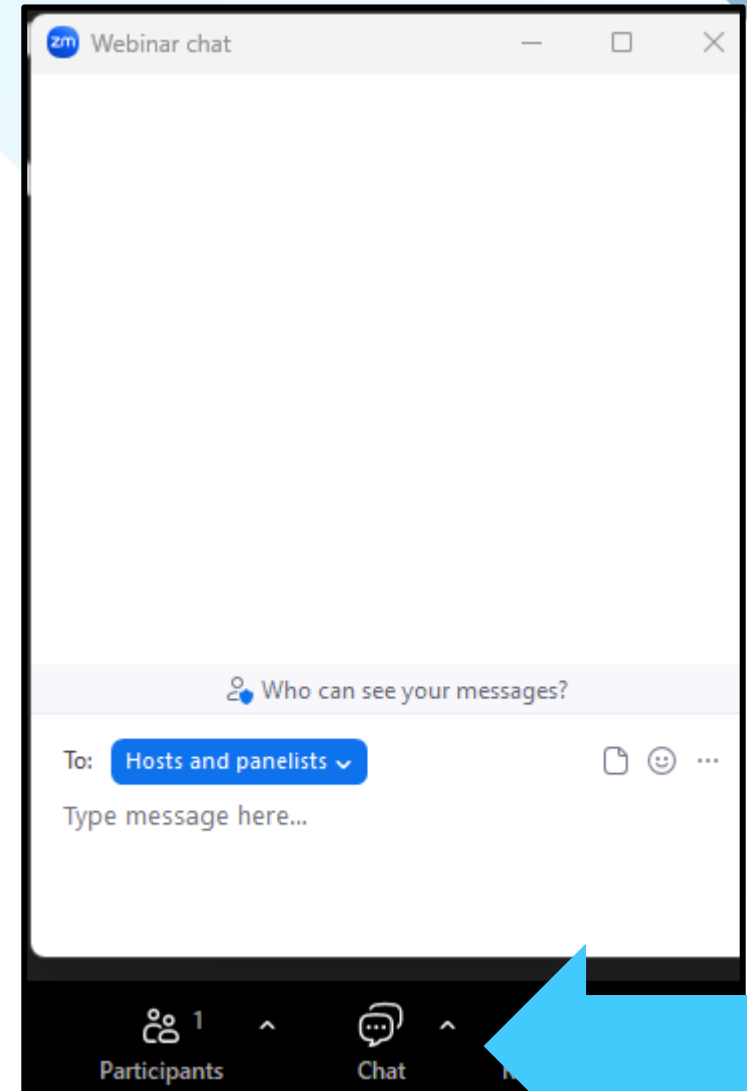 zm Webinar chat
Who can see your messages?
To: Hosts and panelists
Type message here...
1
Participants
Chat